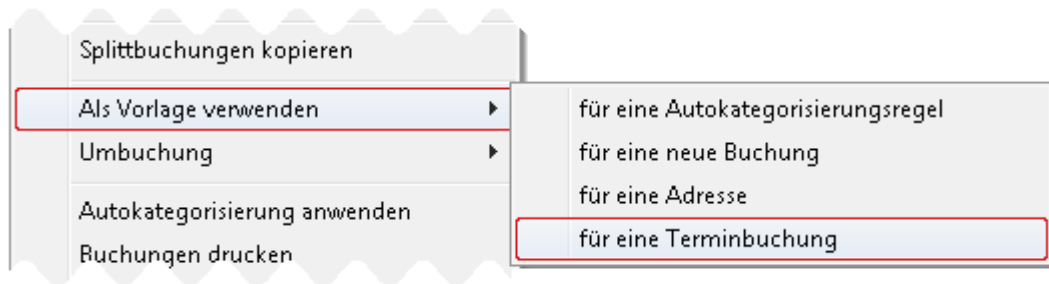 Splittbuchungen kopieren
Als Vorlage verwenden
Umbuchung
Autokategorisierung anwenden
Buchungen drucken
für eine Autokategorisierungsregel
für eine neue Buchung
für eine Adresse
für eine Terminbuchung